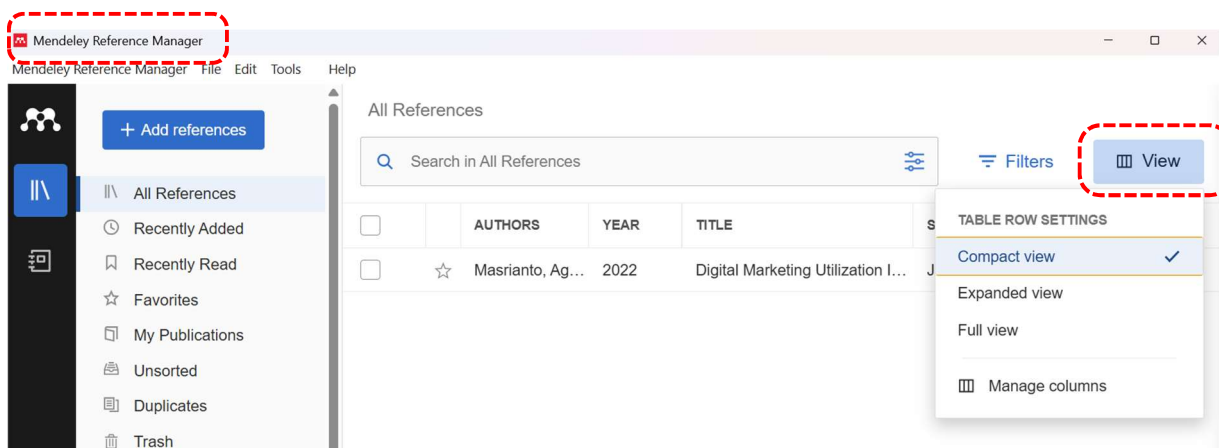 Mendeley Reference Manager
Mendeley Reference Manager File Edit Tools Help
+ Add references
All References
Recently Added
Recently Read
Favorites
My Publications
Unsorted
Duplicates
Trash
All References
Search in All References
Filters
View
AUTHORS YEAR TITLE S
Masrianto, Ag... 2022 Digital Marketing Utilization I... J
TABLE ROW SETTINGS
Compact view
Expanded view
Full view
Manage columns